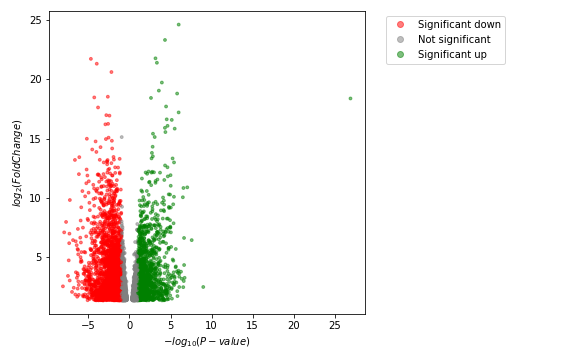 25
20
15
10
5
log2(FoldChange)
−5
0
5
10
15
20
25
−log10(P − value)
Significant down
Not significant
Significant up